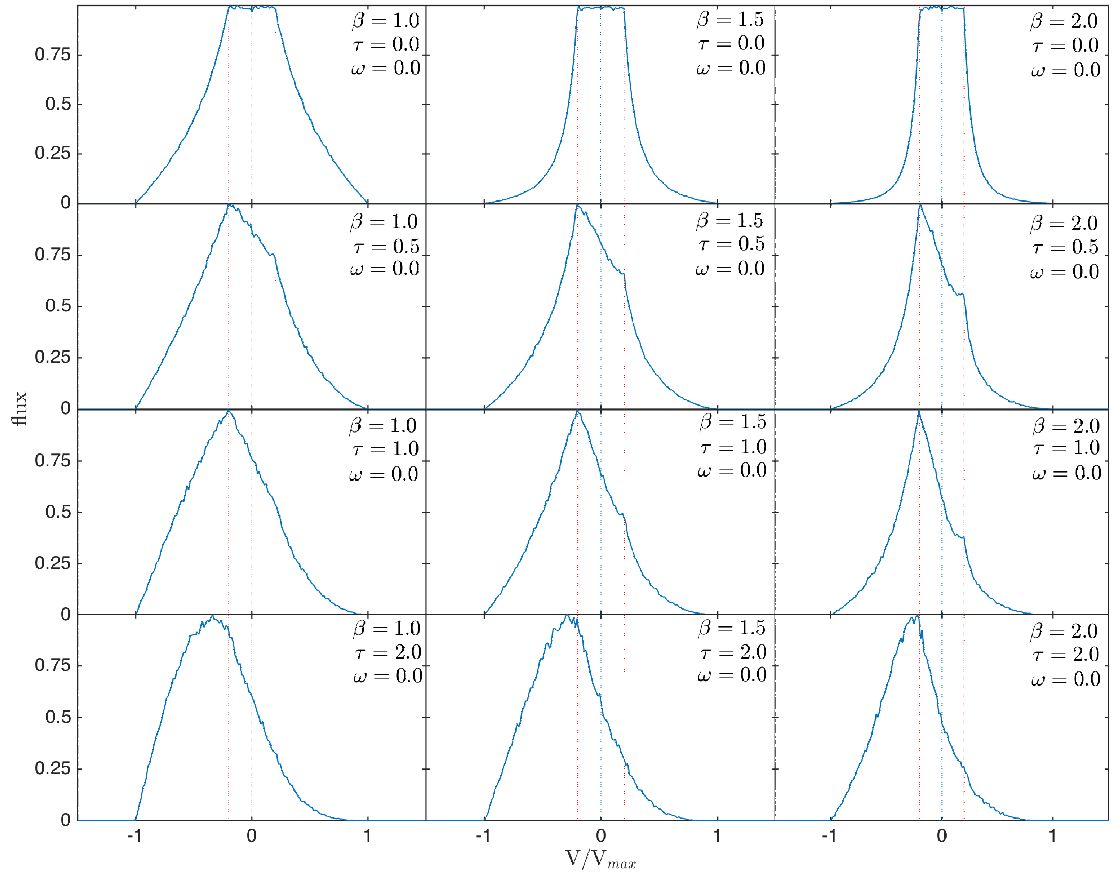 β = 1.0
τ = 0.0
ω = 0.0
β = 1.5
τ = 0.0
ω = 0.0
β = 2.0
τ = 0.0
ω = 0.0
0.75
0.5
0.25
0
β = 1.0
τ = 0.5
ω = 0.0
β = 1.5
τ = 0.5
ω = 0.0
β = 2.0
τ = 0.5
ω = 0.0
0.75
0.5
0.25
0
flux
β = 1.0
τ = 1.0
ω = 0.0
β = 1.5
τ = 1.0
ω = 0.0
β = 2.0
τ = 1.0
ω = 0.0
0.75
0.5
0.25
0
β = 1.0
τ = 2.0
ω = 0.0
β = 1.5
τ = 2.0
ω = 0.0
β = 2.0
τ = 2.0
ω = 0.0
0.75
0.5
0.25
0
-1 0 1 -1 0 1 -1 0 1
V/Vmax